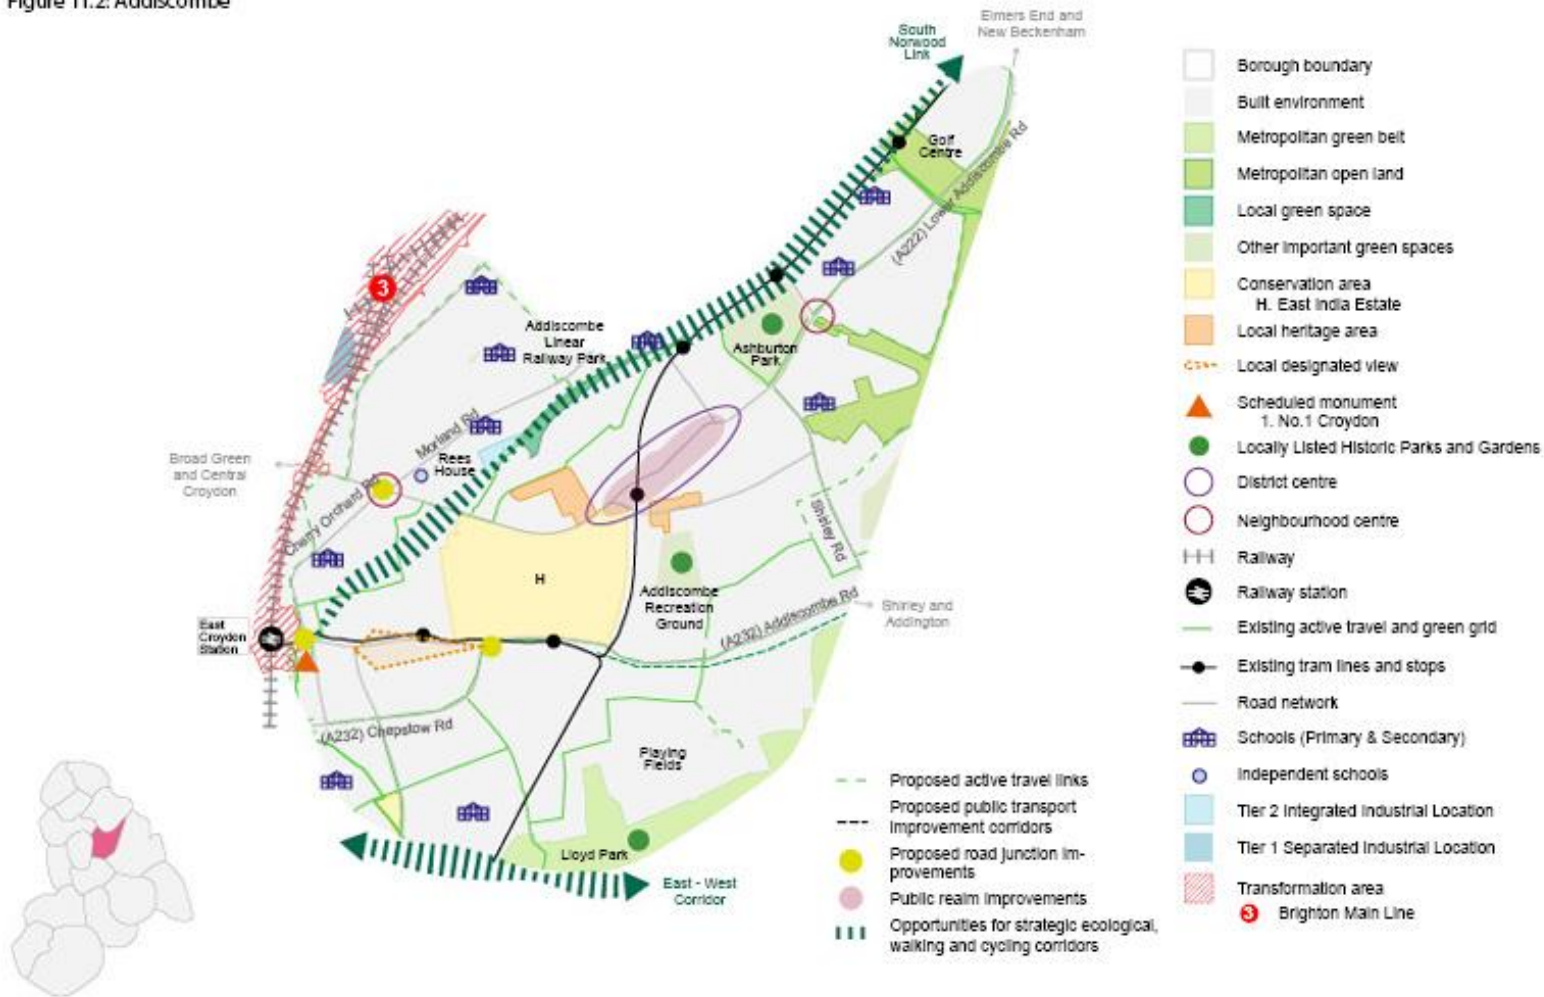 Figure 11.2: Addiscombe
Elmers End and
New Beckenham
South
Norwood
Link
Golf
Centre
(A222) Lower Addiscombe Rd
3
Addiscombe
Linear
Railway Park
Ashburton
Park
Morland Rd
Rees
House
Broad Green
and Central
Croydon
Cherry Orchard Rd
Shirley Rd
H
Addiscombe
Recreation
Ground
(A232) Addiscombe Rd
Shirley and
Addington
East
Croydon
Station
(A232) Chepstow Rd
Playing
Fields
Lloyd Park
East - West
Corridor
Proposed active travel links
Proposed public transport
improvement corridors
Proposed road junction im-
provements
Public realm improvements
Opportunities for strategic ecological,
walking and cycling corridors
Borough boundary
Built environment
Metropolitan green belt
Metropolitan open land
Local green space
Other important green spaces
Conservation area
H. East India Estate
Local heritage area
Local designated view
Scheduled monument
1. No.1 Croydon
Locally Listed Historic Parks and Gardens
District centre
Neighbourhood centre
Railway
Railway station
Existing active travel and green grid
Existing tram lines and stops
Road network
Schools (Primary & Secondary)
Independent schools
Tier 2 Integrated Industrial Location
Tier 1 Separated Industrial Location
Transformation area
3 Brighton Main Line